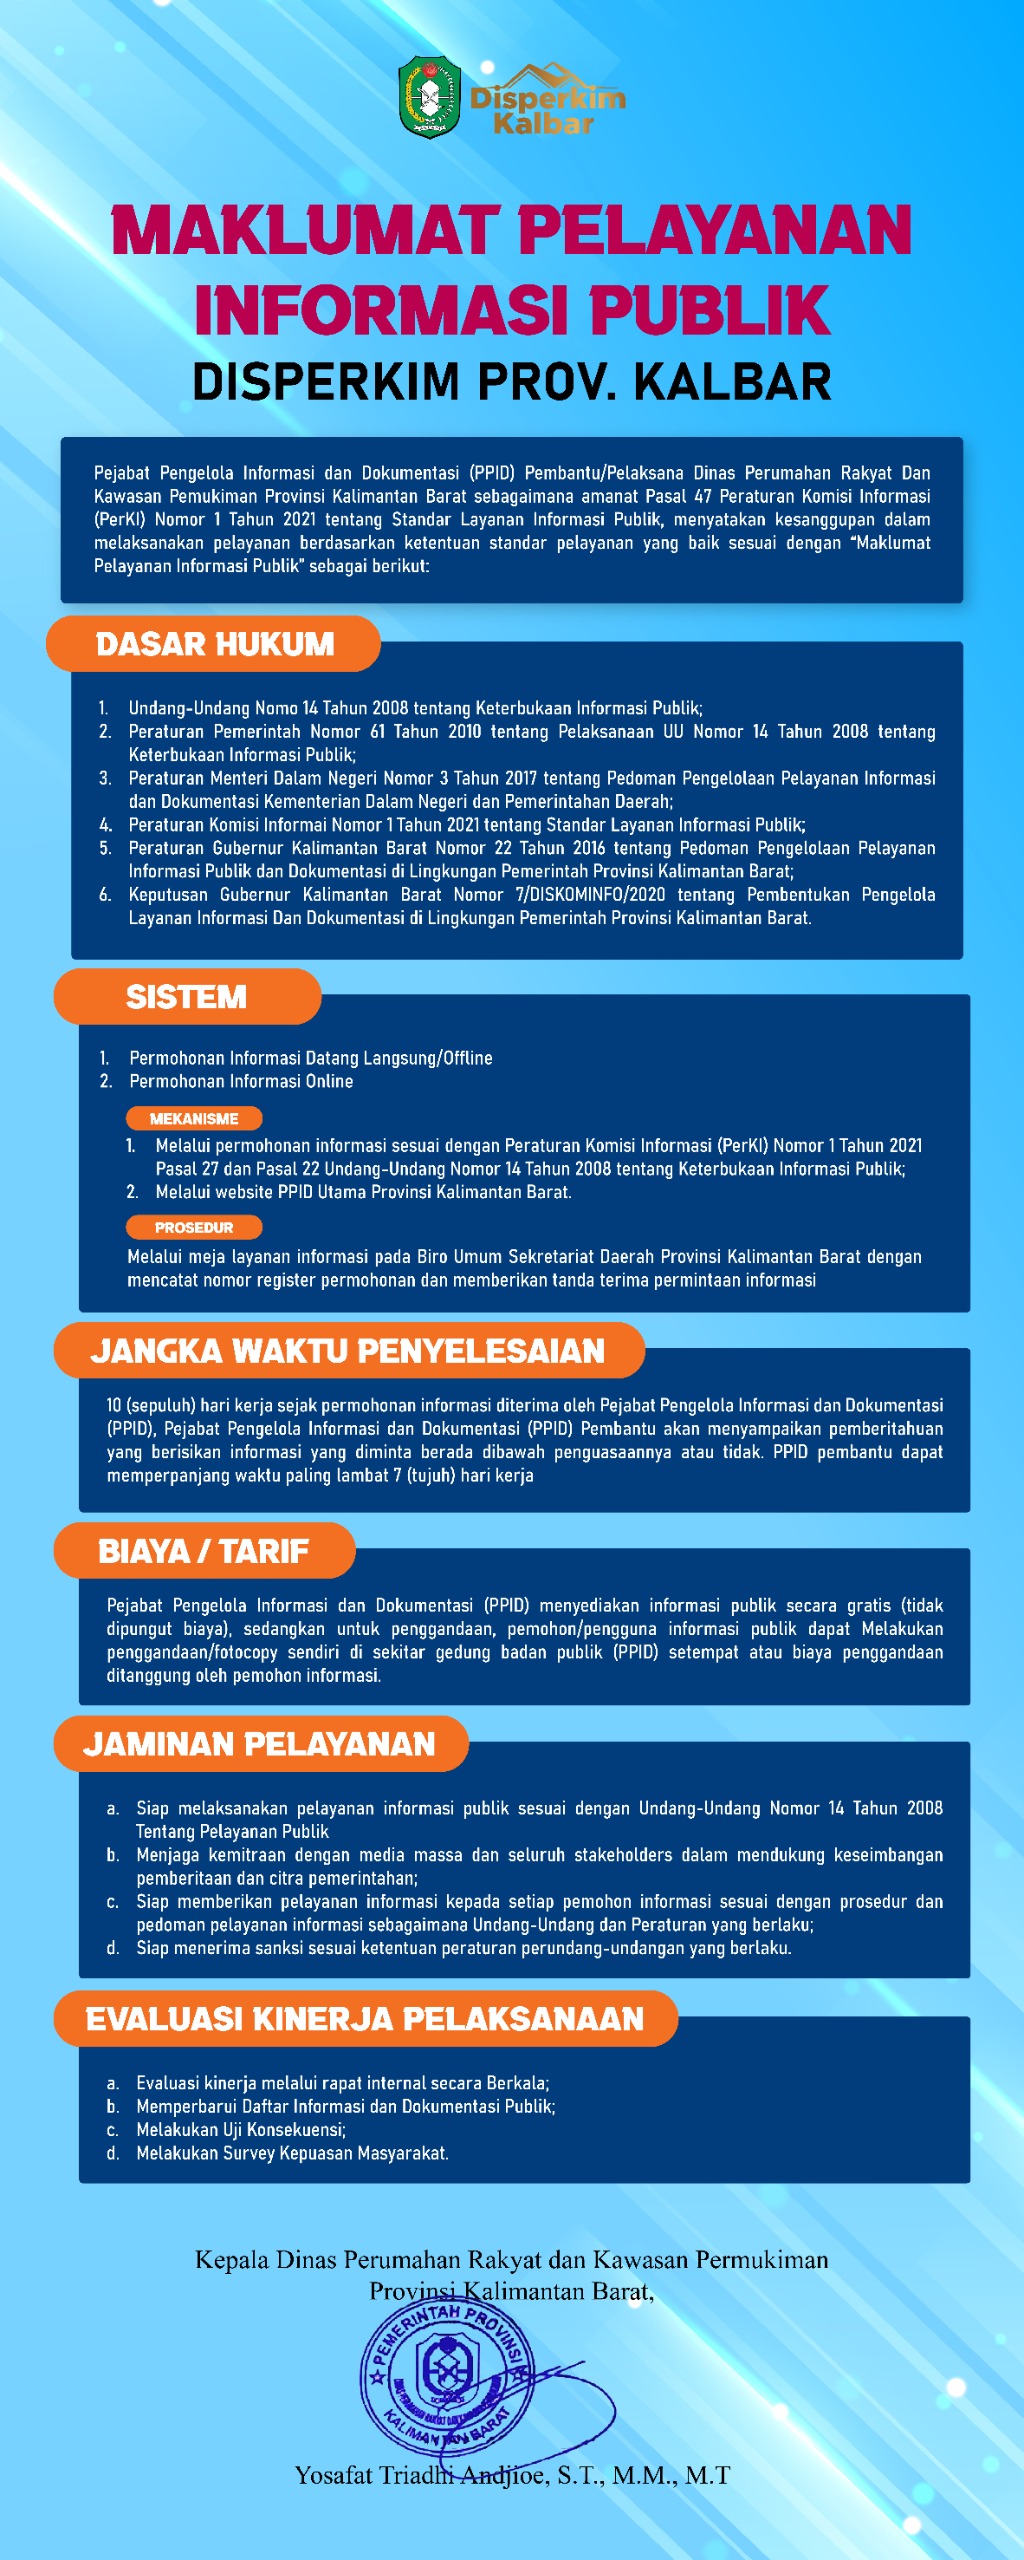 Disperkim
Kalbar
MAKLUMAT PELAYANAN
INFORMASI PUBLIK
DISPERKIM PROV. KALBAR
Pejabat Pengelola Informasi dan Dokumentasi (PPID) Pembantu/Pelaksana Dinas Perumahan Rakyat Dan
Kawasan Pemukiman Provinsi Kalimantan Barat sebagaimana amanat Pasal 47 Peraturan Komisi Informasi
(PerKI) Nomor 1 Tahun 2021 tentang Standar Layanan Informasi Publik, menyatakan kesanggupan dalam
melaksanakan pelayanan berdasarkan ketentuan standar pelayanan yang baik sesuai dengan “Maklumat
Pelayanan Informasi Publik” sebagai berikut:
DASAR HUKUM
1. Undang-Undang Nomo 14 Tahun 2008 tentang Keterbukaan Informasi Publik;
2. Peraturan Pemerintah Nomor 61 Tahun 2010 tentang Pelaksanaan UU Nomor 14 Tahun 2008 tentang
Keterbukaan Informasi Publik;
3. Peraturan Menteri Dalam Negeri Nomor 3 Tahun 2017 tentang Pedoman Pengelolaan Pelayanan Informasi
dan Dokumentasi Kementerian Dalam Negeri dan Pemerintahan Daerah;
4. Peraturan Komisi Informai Nomor 1 Tahun 2021 tentang Standar Layanan Informasi Publik;
5. Peraturan Gubernur Kalimantan Barat Nomor 22 Tahun 2016 tentang Pedoman Pengelolaan Pelayanan
Informasi Publik dan Dokumentasi di Lingkungan Pemerintah Provinsi Kalimantan Barat;
6. Keputusan Gubernur Kalimantan Barat Nomor 7/DISKOMINFO/2020 tentang Pembentukan Pengelola
Layanan Informasi Dan Dokumentasi di Lingkungan Pemerintah Provinsi Kalimantan Barat.
SISTEM
1. Permohonan Informasi Datang Langsung/Offline
2. Permohonan Informasi Online
MEKANISME
1. Melalui permohonan informasi sesuai dengan Peraturan Komisi Informasi (PerKI) Nomor 1 Tahun 2021
Pasal 27 dan Pasal 22 Undang-Undang Nomor 14 Tahun 2008 tentang Keterbukaan Informasi Publik;
2. Melalui website PPID Utama Provinsi Kalimantan Barat.
PROSEDUR
Melalui meja layanan informasi pada Biro Umum Sekretariat Daerah Provinsi Kalimantan Barat dengan
mencatat nomor register permohonan dan memberikan tanda terima permintaan informasi
JANGKA WAKTU PENYELESAIAN
10 (sepuluh) hari kerja sejak permohonan informasi diterima oleh Pejabat Pengelola Informasi dan Dokumentasi
(PPID), Pejabat Pengelola Informasi dan Dokumentasi (PPID) Pembantu akan menyampaikan pemberitahuan
yang berisikan informasi yang diminta berada dibawah penguasaannya atau tidak. PPID pembantu dapat
memperpanjang waktu paling lambat 7 (tujuh) hari kerja
BIAYA / TARIF
Pejabat Pengelola Informasi dan Dokumentasi (PPID) menyediakan informasi publik secara gratis (tidak
dipungut biaya), sedangkan untuk penggandaan, pemohon/pengguna informasi publik dapat Melakukan
penggandaan/fotocopy sendiri di sekitar gedung badan publik (PPID) setempat atau biaya penggandaan
ditanggung oleh pemohon informasi.
JAMINAN PELAYANAN
a. Siap melaksanakan pelayanan informasi publik sesuai dengan Undang-Undang Nomor 14 Tahun 2008
Tentang Pelayanan Publik
b. Menjaga kemitraan dengan media massa dan seluruh stakeholders dalam mendukung keseimbangan
pemberitaan dan citra pemerintahan;
c. Siap memberikan pelayanan informasi kepada setiap pemohon informasi sesuai dengan prosedur dan
pedoman pelayanan informasi sebagaimana Undang-Undang dan Peraturan yang berlaku;
d. Siap menerima sanksi sesuai ketentuan peraturan perundang-undangan yang berlaku.
EVALUASI KINERJA PELAKSANAAN
a. Evaluasi kinerja melalui rapat internal secara Berkala;
b. Memperbarui Daftar Informasi dan Dokumentasi Publik;
c. Melakukan Uji Konsekuensi;
d. Melakukan Survey Kepuasan Masyarakat.
Kepala Dinas Perumahan Rakyat dan Kawasan Permukiman
Provinsi Kalimantan Barat,
PEMERINTAH PROVINSI
KALIMANTAN BARAT
Yosafat Triadhi Andjioe, S.T., M.M., M.T